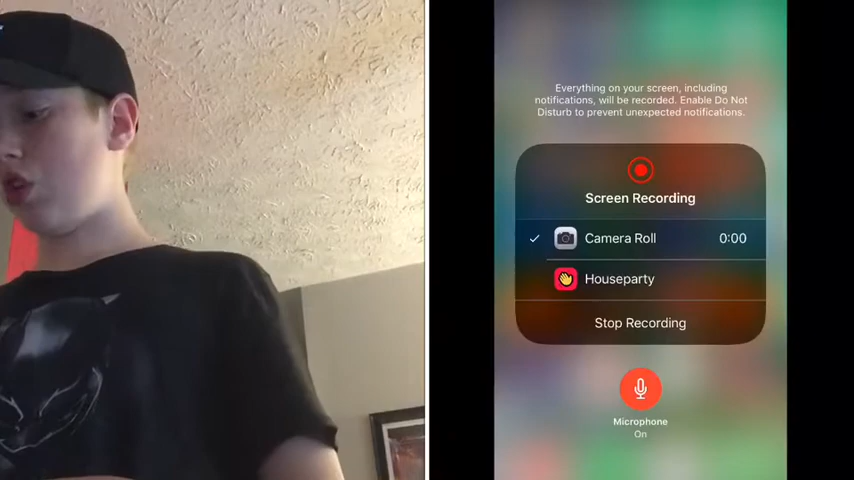 Everything on your screen, including
notifications, will be recorded. Enable Do Not
Disturb to prevent unexpected notifications.
Screen Recording
Camera Roll 0:00
Houseparty
Stop Recording
Microphone
On